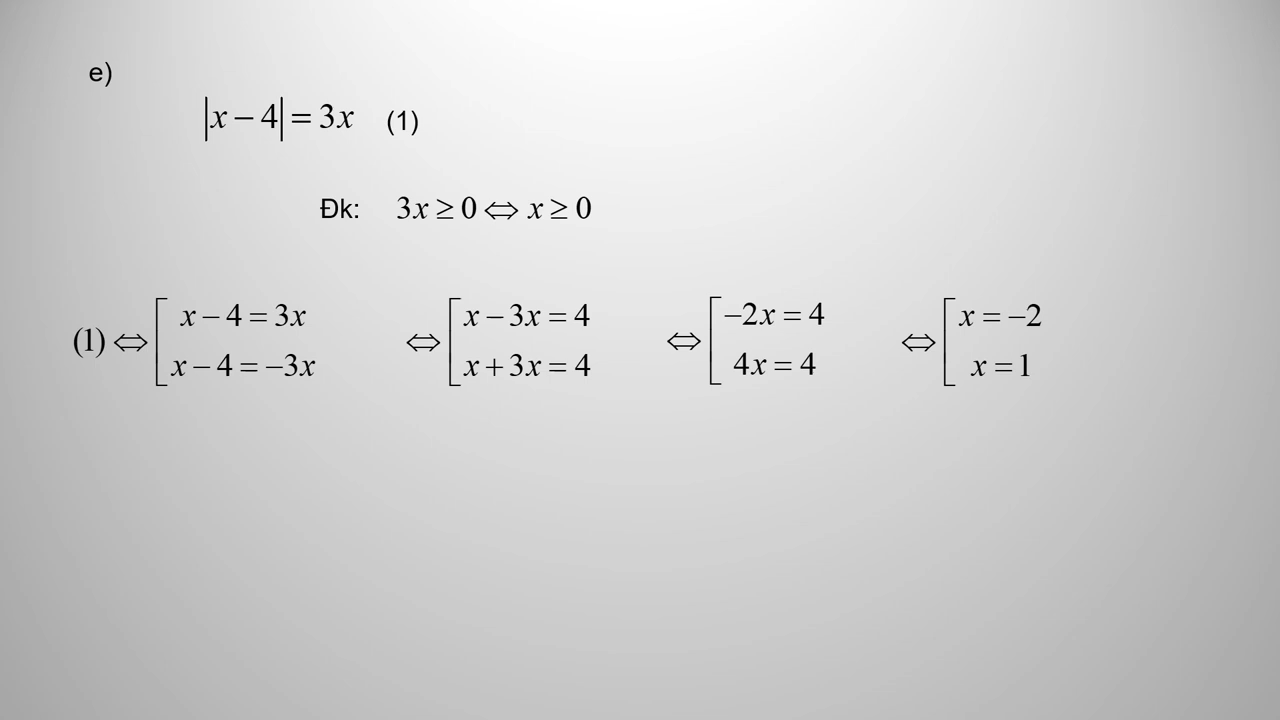 e)
|x − 4| = 3x (1)
Đk: 3x ≥ 0 ⇔ x ≥ 0
(1) ⇔ [ x − 4 = 3x ⇔ [ x − 3x = 4 ⇔ [ −2x = 4 ⇔ [ x = −2
x − 4 = −3x x + 3x = 4 4x = 4 x = 1